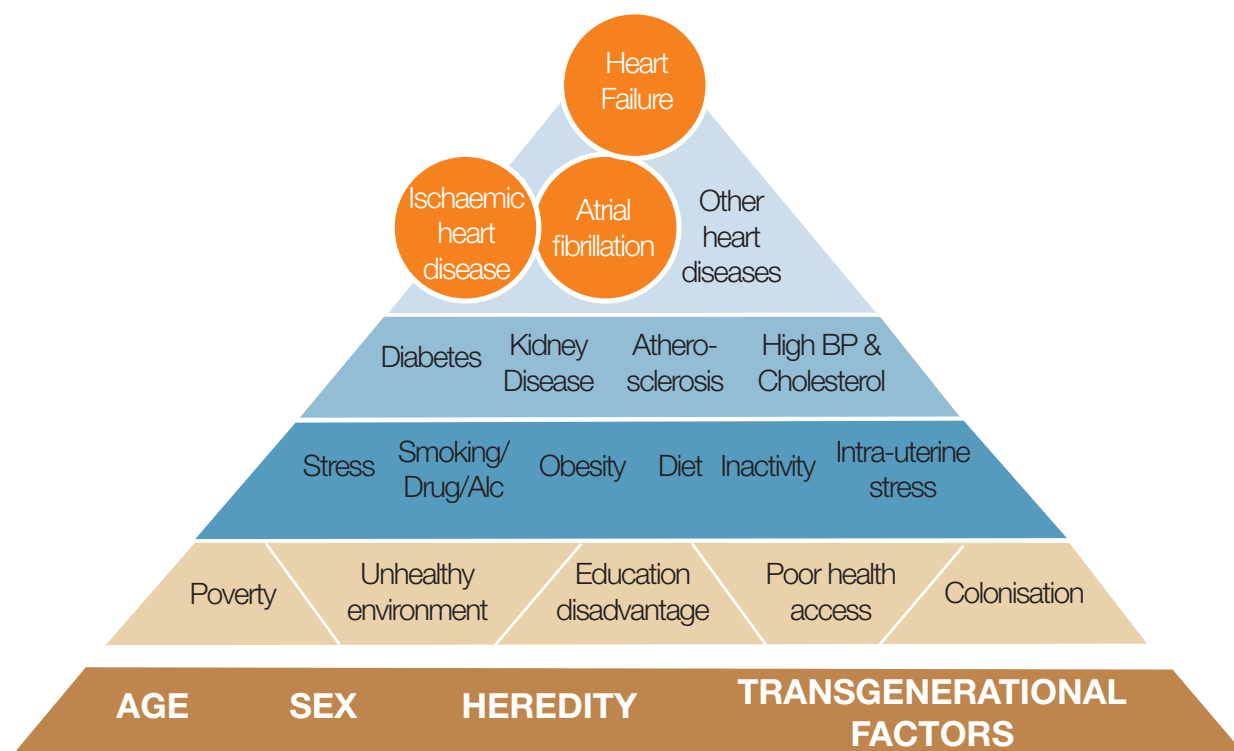 Heart
Failure
Ischaemic
heart
disease
Atrial
fibrillation
Other
heart
diseases
Diabetes
Kidney
Disease
Athero-
sclerosis
High BP &
Cholesterol
Stress
Smoking/
Drug/Alc
Obesity
Diet
Inactivity
Intra-uterine
stress
Poverty
Unhealthy
environment
Education
disadvantage
Poor health
access
Colonisation
AGE
SEX
HEREDITY
TRANSGENERATIONAL
FACTORS